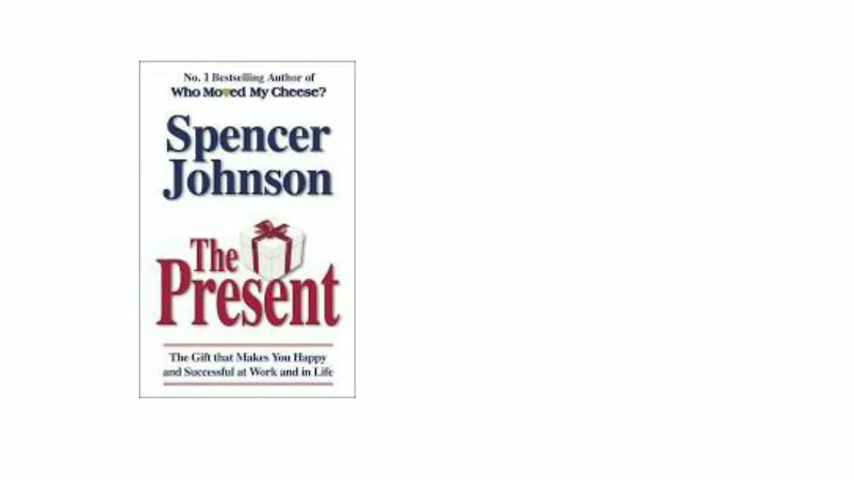 No. 1 Bestselling Author of
Who Moved My Cheese?
Spencer
Johnson
The
Present
The Gift that Makes You Happy
and Successful at Work and in Life